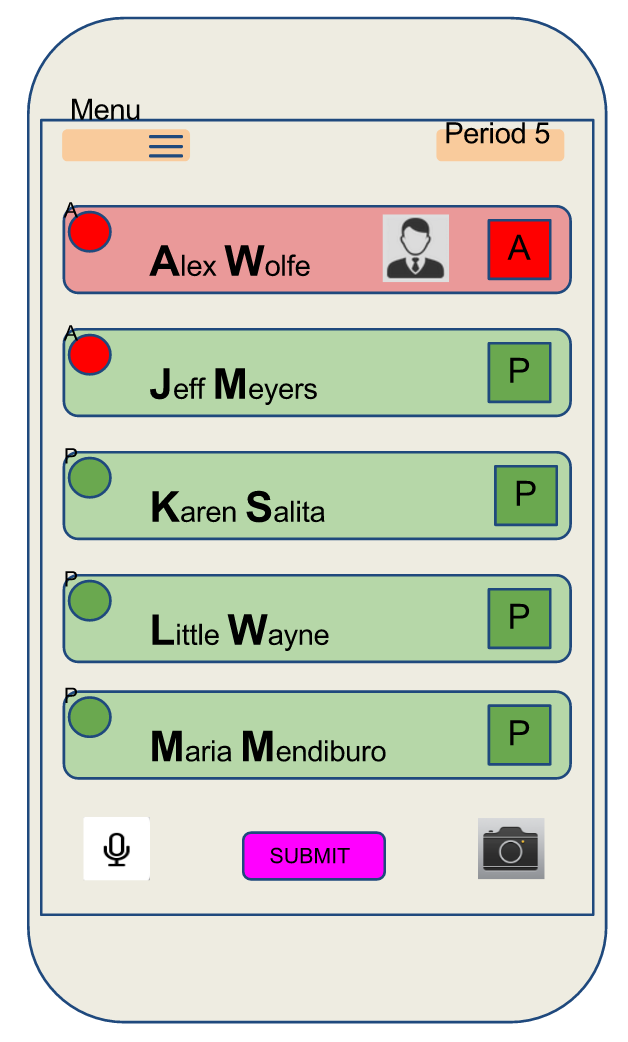 Menu
Period 5
A
Alex Wolfe
A
A
Jeff Meyers
P
P
Karen Salita
P
P
Little Wayne
P
P
Maria Mendiburo
P
SUBMIT